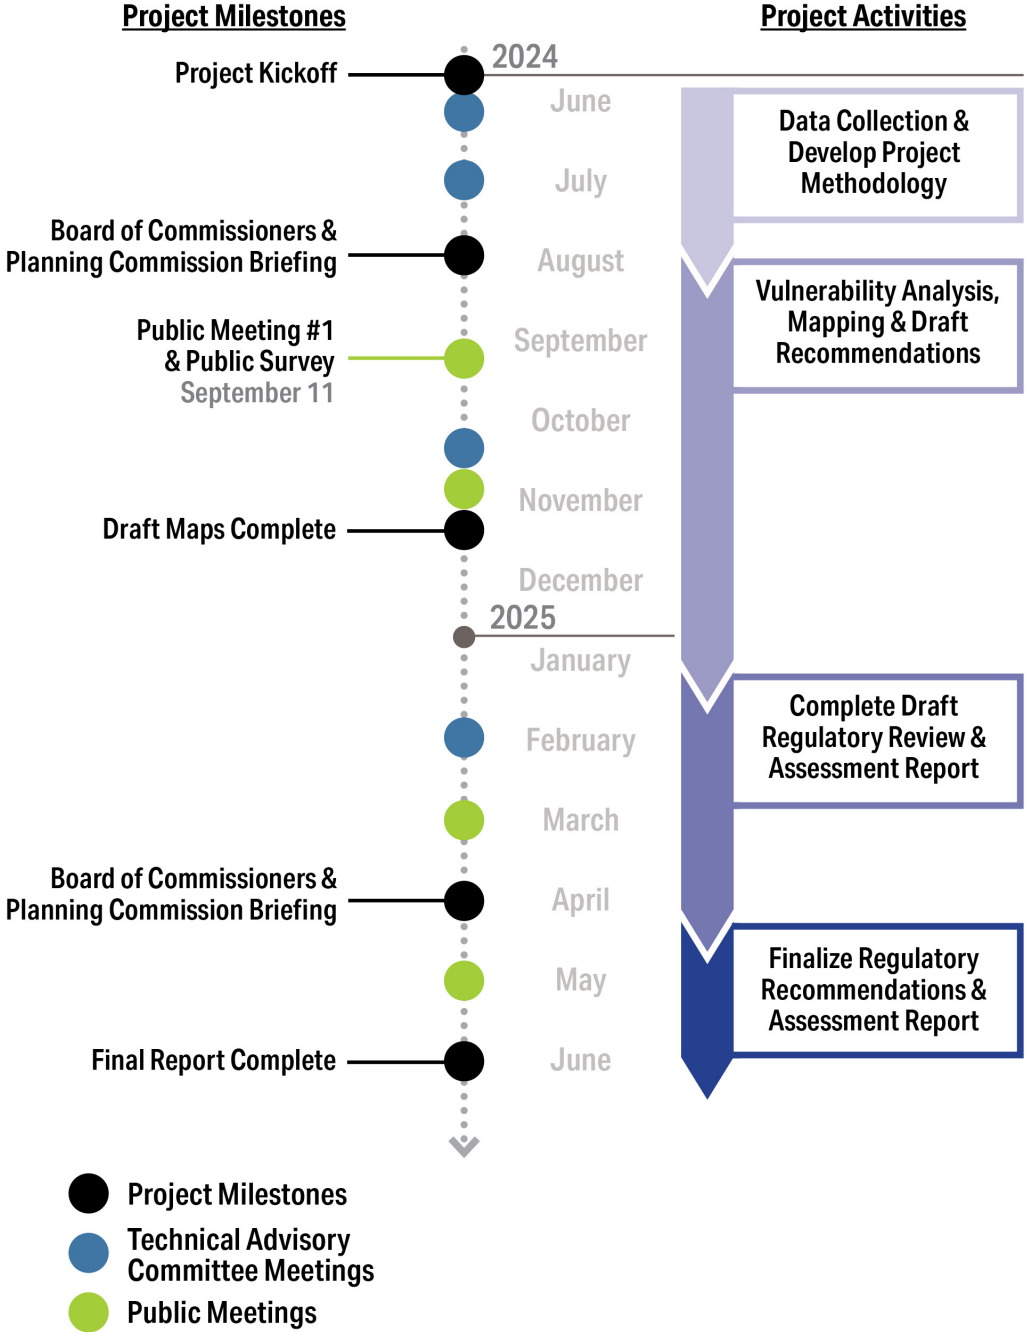 Project Milestones
Project Activities
2024
Project Kickoff
June
Data Collection &
Develop Project
Methodology
July
Board of Commissioners &
Planning Commission Briefing
August
Vulnerability Analysis,
Mapping & Draft
Recommendations
Public Meeting #1
& Public Survey
September 11
September
October
November
Draft Maps Complete
December
2025
January
Complete Draft
Regulatory Review &
Assessment Report
February
March
Board of Commissioners &
Planning Commission Briefing
April
Finalize Regulatory
Recommendations &
Assessment Report
May
Final Report Complete
June
Project Milestones
Technical Advisory
Committee Meetings
Public Meetings